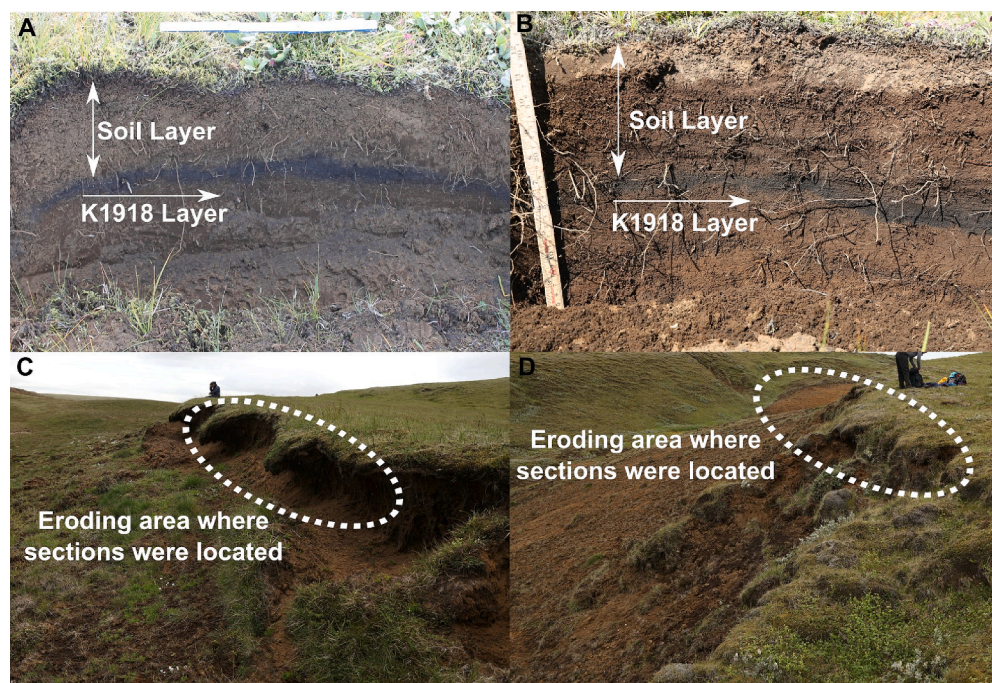 A
Soil Layer
K1918 Layer
B
Soil Layer
K1918 Layer
C
Eroding area where
sections were located
D
Eroding area where
sections were located